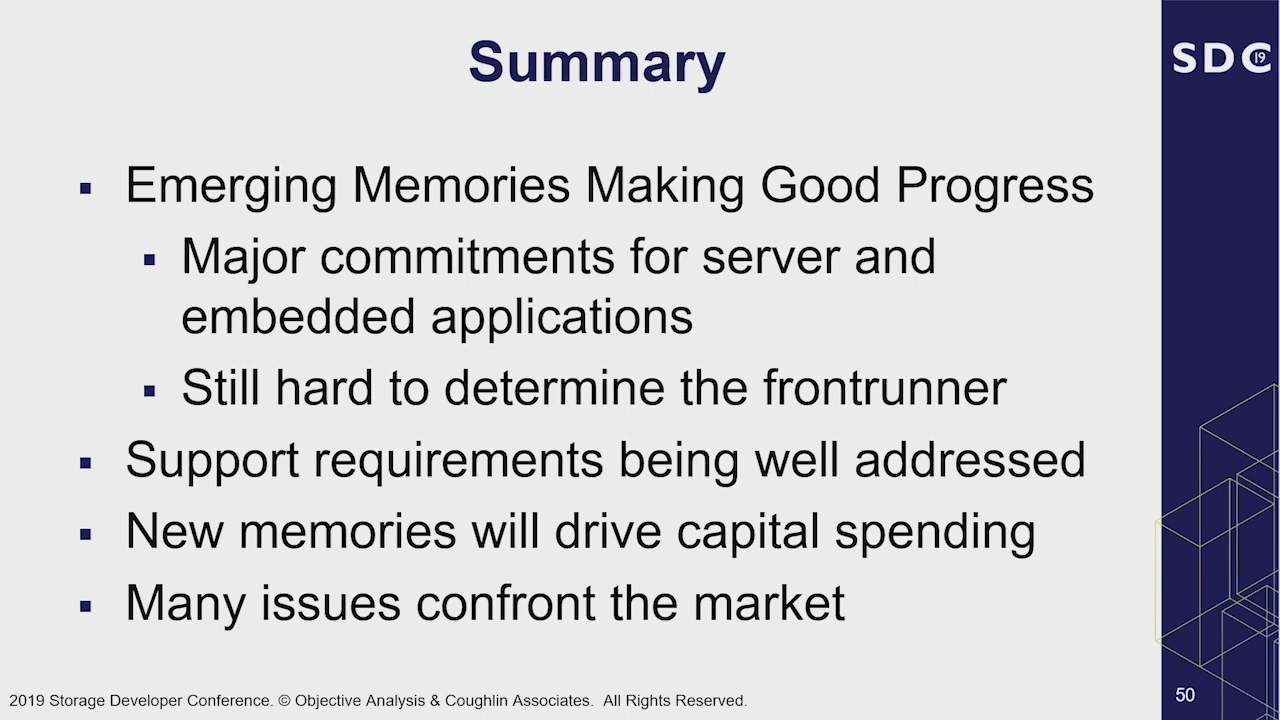 Summary
SDC 19
▪ Emerging Memories Making Good Progress
▪ Major commitments for server and
embedded applications
▪ Still hard to determine the frontrunner
▪ Support requirements being well addressed
▪ New memories will drive capital spending
▪ Many issues confront the market
2019 Storage Developer Conference. © Objective Analysis & Coughlin Associates.  All Rights Reserved.
50